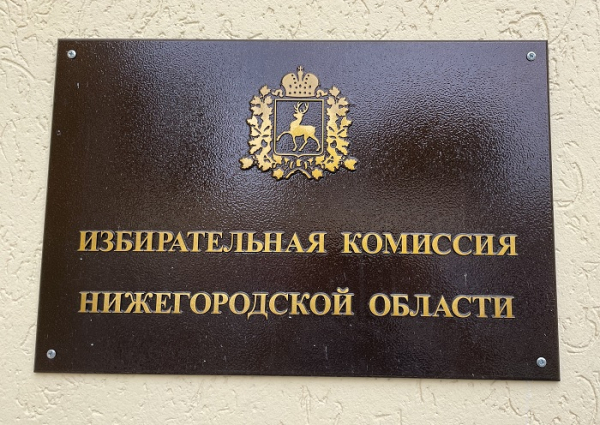 ИЗБИРАТЕЛЬНАЯ КОМИССИЯ
НИЖЕГОРОДСКОЙ ОБЛАСТИ